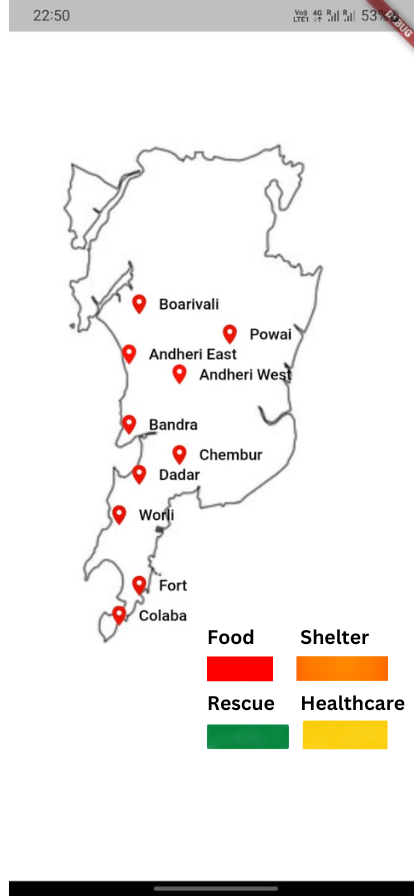 22:50
Vo) 4G R R 53%
LTE1
DEBUG
Boarivali
Powai
Andheri East
Andheri West
Bandra
Chembur
Dadar
Worli
Fort
Colaba
Food Shelter
Rescue Healthcare